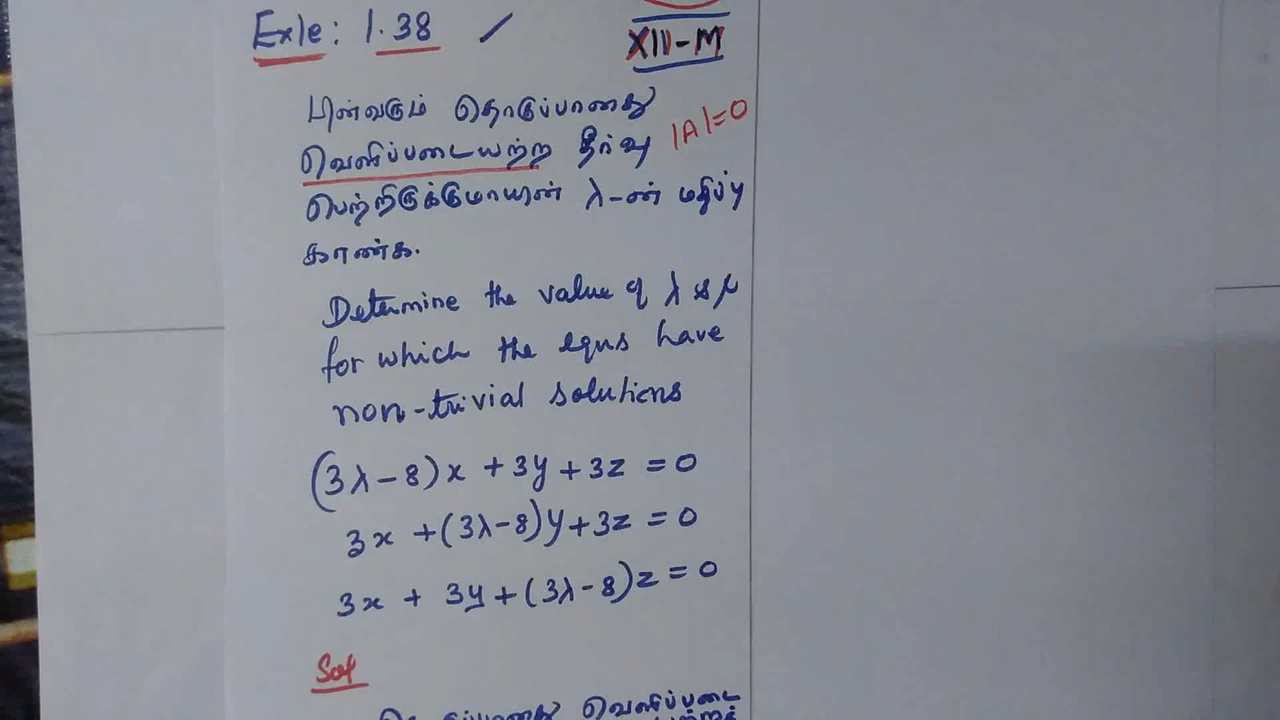 Exle: 1.38
XII-M
பின்வரும் தொகுப்பானது
வெளிப்படையற்ற தீர்வு |A|=0
பெற்றிருக்குமாயின் λ-ன் மதிப்பு
காண்க.
Determine the value of λ & μ
for which the equs have
non-trivial solutions
(3λ-8)x + 3y + 3z = 0
3x + (3λ-8)y + 3z = 0
3x + 3y + (3λ-8)z = 0
Sol
வெளிப்படை